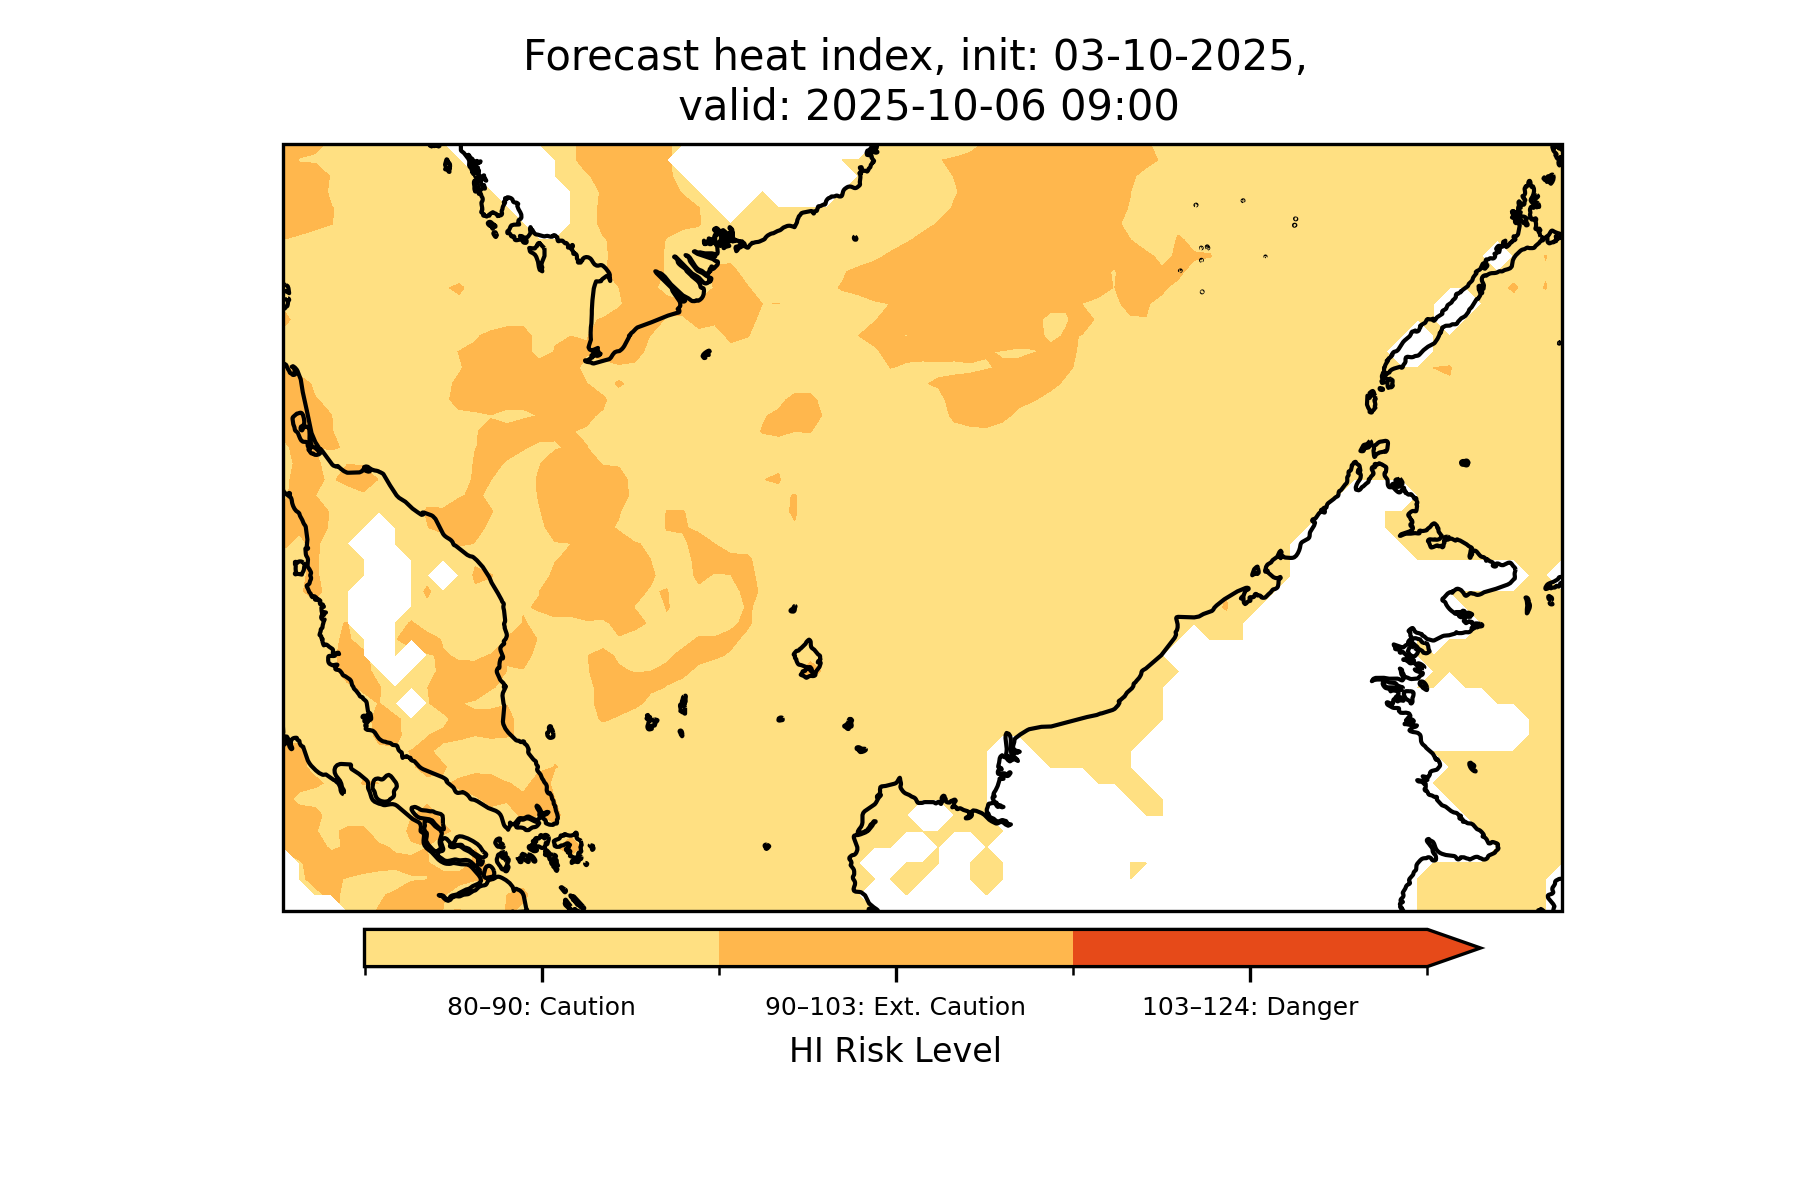 Forecast heat index, init: 03-10-2025,
valid: 2025-10-06 09:00
80–90: Caution
90–103: Ext. Caution
103–124: Danger
HI Risk Level